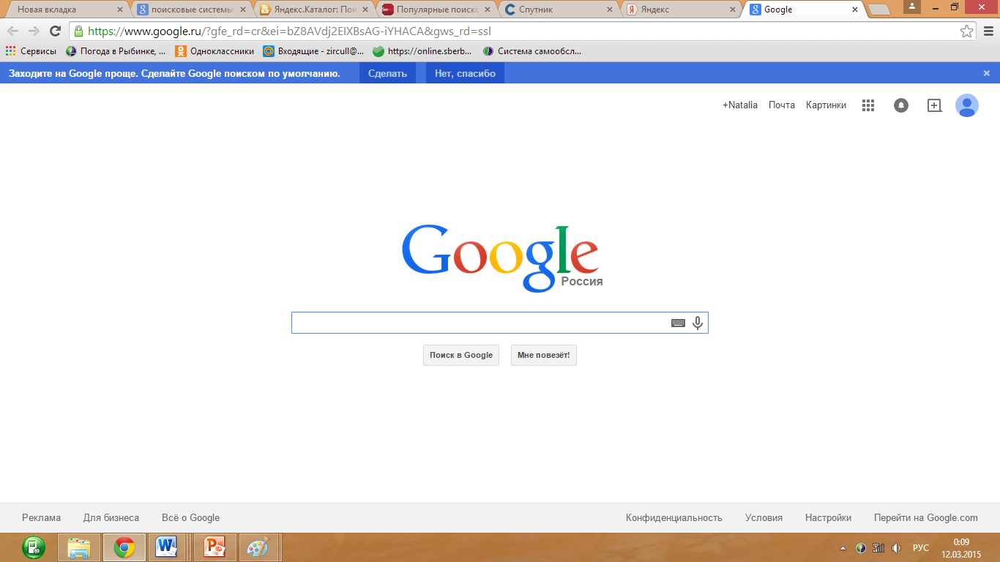 Новая вкладка
поисковые системы
Яндекс.Каталог: Пои
Популярные поиско
Спутник
Яндекс
Google
https://www.google.ru/?gfe_rd=cr&ei=bZ8AVdj2EIXBsAG-iYHACA&gws_rd=ssl
Сервисы
Погода в Рыбинке, ...
Одноклассники
Входящие - zircull@...
https://online.sberb...
Система самообсл...
Заходите на Google проще. Сделайте Google поиском по умолчанию.
Сделать
Нет, спасибо
+Natalia
Почта
Картинки
Google
Россия
Поиск в Google
Мне повезёт!
Реклама
Для бизнеса
Всё о Google
Конфиденциальность
Условия
Настройки
Перейти на Google.com
РУС
0:09
12.03.2015